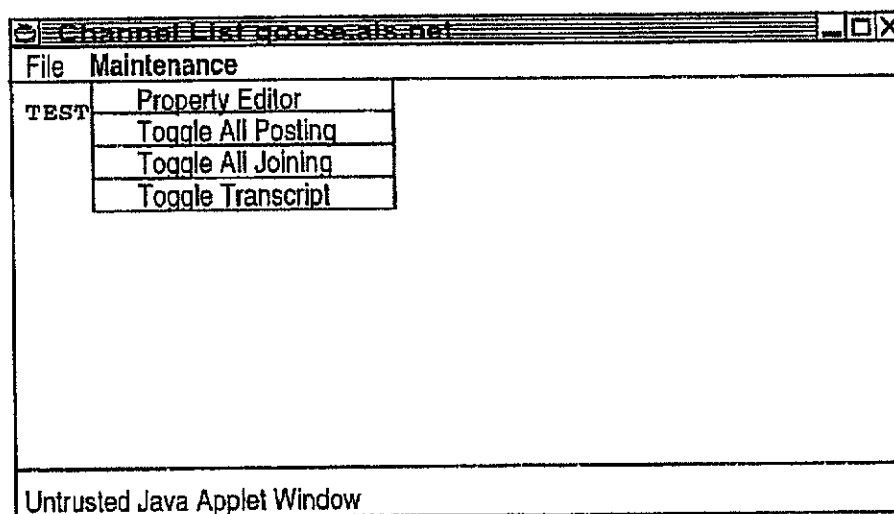 Channel List goose.als.net
File Maintenance
TEST
Property Editor
Toggle All Posting
Toggle All Joining
Toggle Transcript
Untrusted Java Applet Window